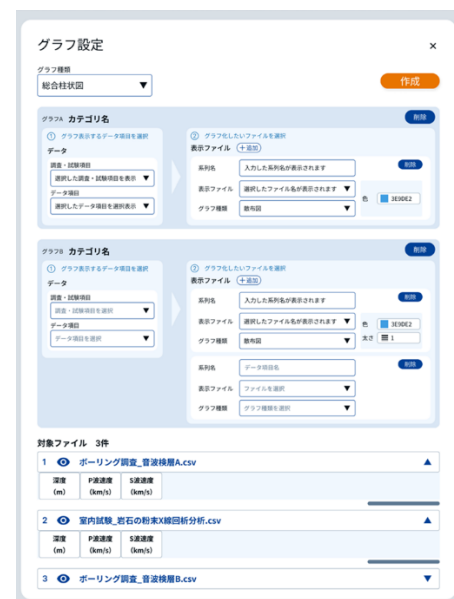 グラフ設定
×
グラフ種類
総合柱状図 ▼
作成
グラフA カテゴリ名
削除
① グラフ表示するデータ項目を選択
データ
調査・試験項目
選択した調査・試験項目を表示 ▼
データ項目
選択したデータ項目を選択表示 ▼
② グラフ化したいファイルを選択
表示ファイル +追加
系列名 入力した系列名が表示されます
削除
表示ファイル 選択したファイル名が表示されます ▼
色 3E9DE2
グラフ種類 散布図 ▼
グラフB カテゴリ名
削除
① グラフ表示するデータ項目を選択
データ
調査・試験項目
調査・試験項目を選択 ▼
データ項目
データ項目を選択 ▼
② グラフ化したいファイルを選択
表示ファイル +追加
系列名 入力した系列名が表示されます
削除
表示ファイル 選択したファイル名が表示されます ▼
色 3E9DE2
グラフ種類 散布図 ▼
太さ 1
系列名 データ項目名
削除
表示ファイル ファイルを選択 ▼
グラフ種類 グラフ種類を選択 ▼
対象ファイル 3件
1 ボーリング調査_音波検層A.csv ▲
深度 P波速度 S波速度
(m) (km/s) (km/s)
2 室内試験_岩石の粉末X線回析分析.csv ▲
深度 P波速度 S波速度
(m) (km/s) (km/s)
3 ボーリング調査_音波検層B.csv ▼